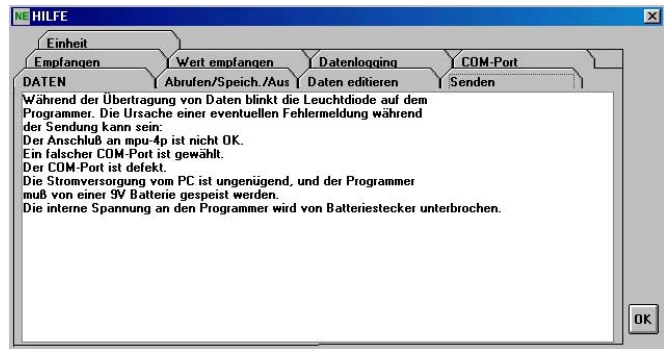 NE HILFE
Einheit
Empfangen Wert empfangen Datenlogging COM-Port
DATEN Abrufen/Speich./Aus Daten editieren Senden
Während der Übertragung von Daten blinkt die Leuchtdiode auf dem
Programmer. Die Ursache einer eventuellen Fehlermeldung während
der Sendung kann sein:
Der Anschluß an mpu-4p ist nicht OK.
Ein falscher COM-Port ist gewählt.
Der COM-Port ist defekt.
Die Stromversorgung vom PC ist ungenügend, und der Programmer
muß von einer 9V Batterie gespeist werden.
Die interne Spannung an den Programmer wird von Batteriestecker unterbrochen.
OK